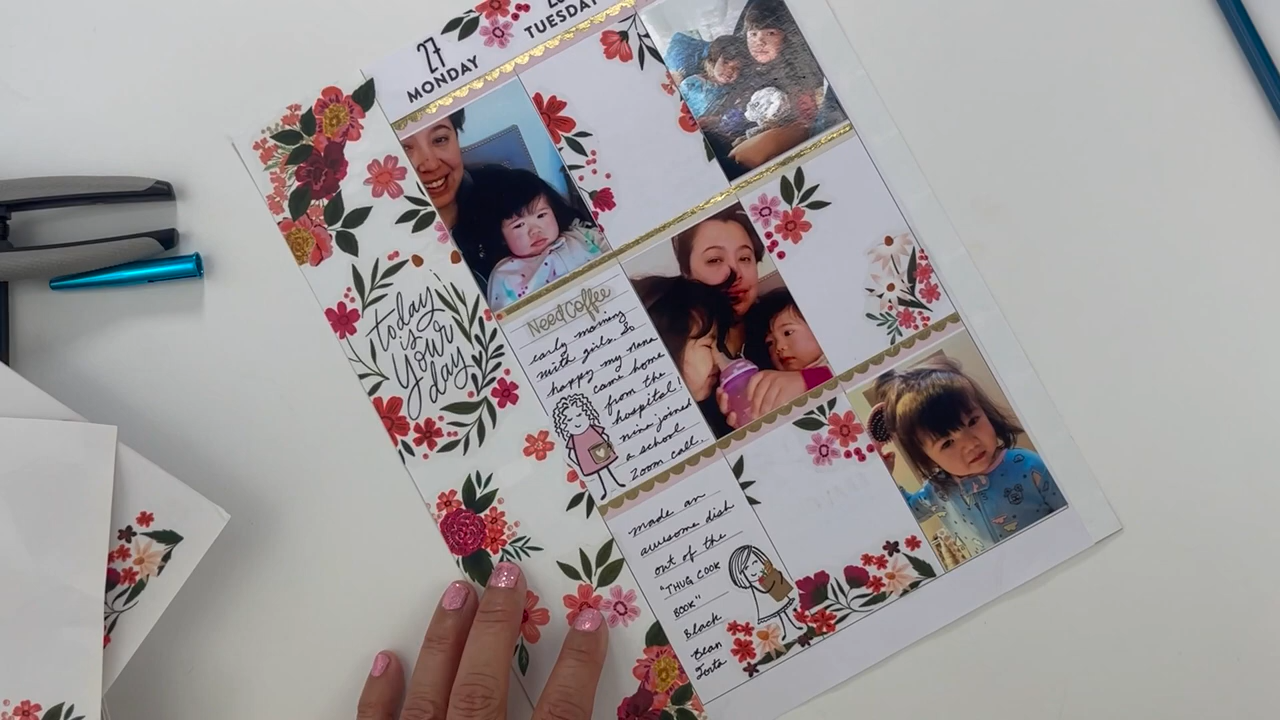 27
MONDAY
TUESDAY
today
is
your
day
Need Coffee
early morning
with girls. So
happy my Nana
came home
from the
hospital!
nina joined
a school
Zoom call.
made an
awesome dish
out of the
"THUG COOK
BOOK"
Black
Bean
Torta